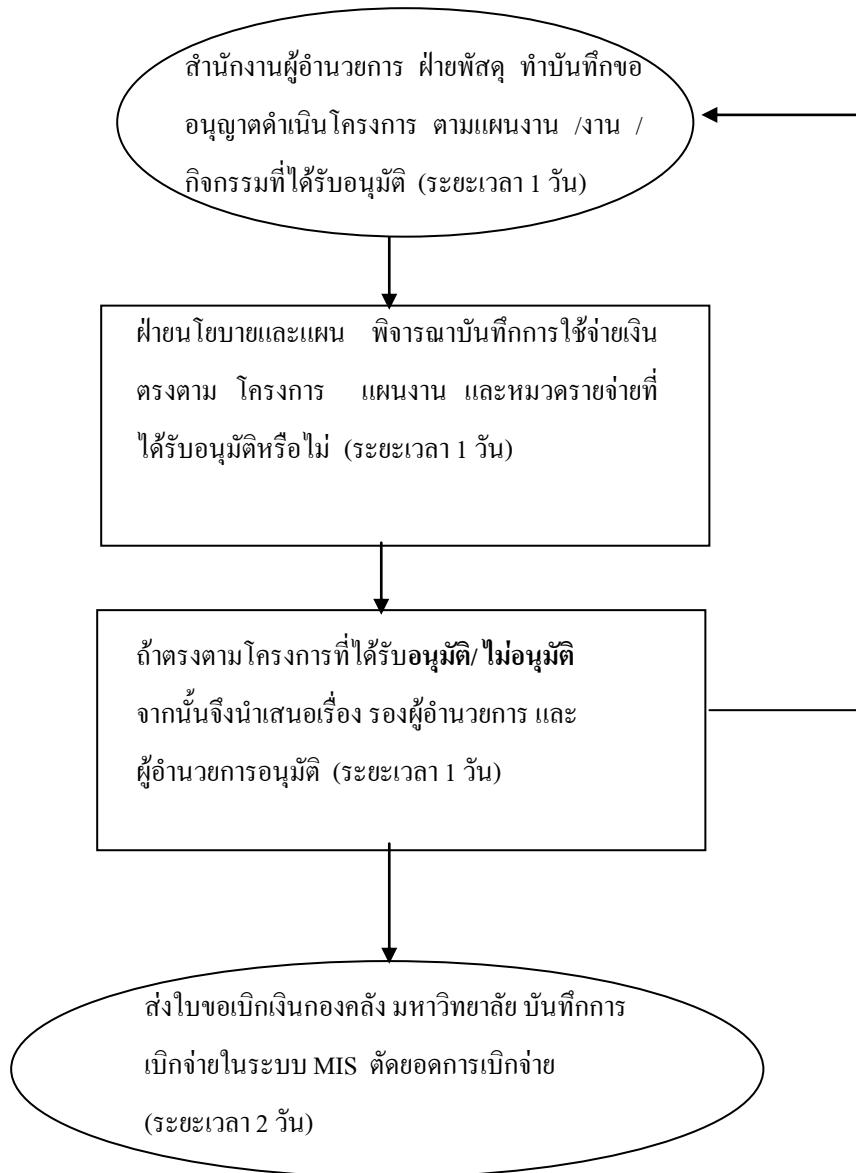 สำนักงานผู้อำนวยการ ฝ่ายพัสดุ ทำบันทึกขอ
อนุญาตดำเนินโครงการ ตามแผนงาน /งาน /
กิจกรรมที่ได้รับอนุมัติ (ระยะเวลา 1 วัน)
ฝ่ายนโยบายและแผน พิจารณาบันทึกการใช้จ่ายเงิน
ตรงตาม โครงการ แผนงาน และหมวดรายจ่ายที่
ได้รับอนุมัติหรือไม่ (ระยะเวลา 1 วัน)
ถ้าตรงตามโครงการที่ได้รับอนุมัติ/ ไม่อนุมัติ
จากนั้นจึงนำเสนอเรื่อง รองผู้อำนวยการ และ
ผู้อำนวยการอนุมัติ (ระยะเวลา 1 วัน)
ส่งใบขอเบิกเงินกองคลัง มหาวิทยาลัย บันทึกการ
เบิกจ่ายในระบบ MIS ตัดยอดการเบิกจ่าย
(ระยะเวลา 2 วัน)